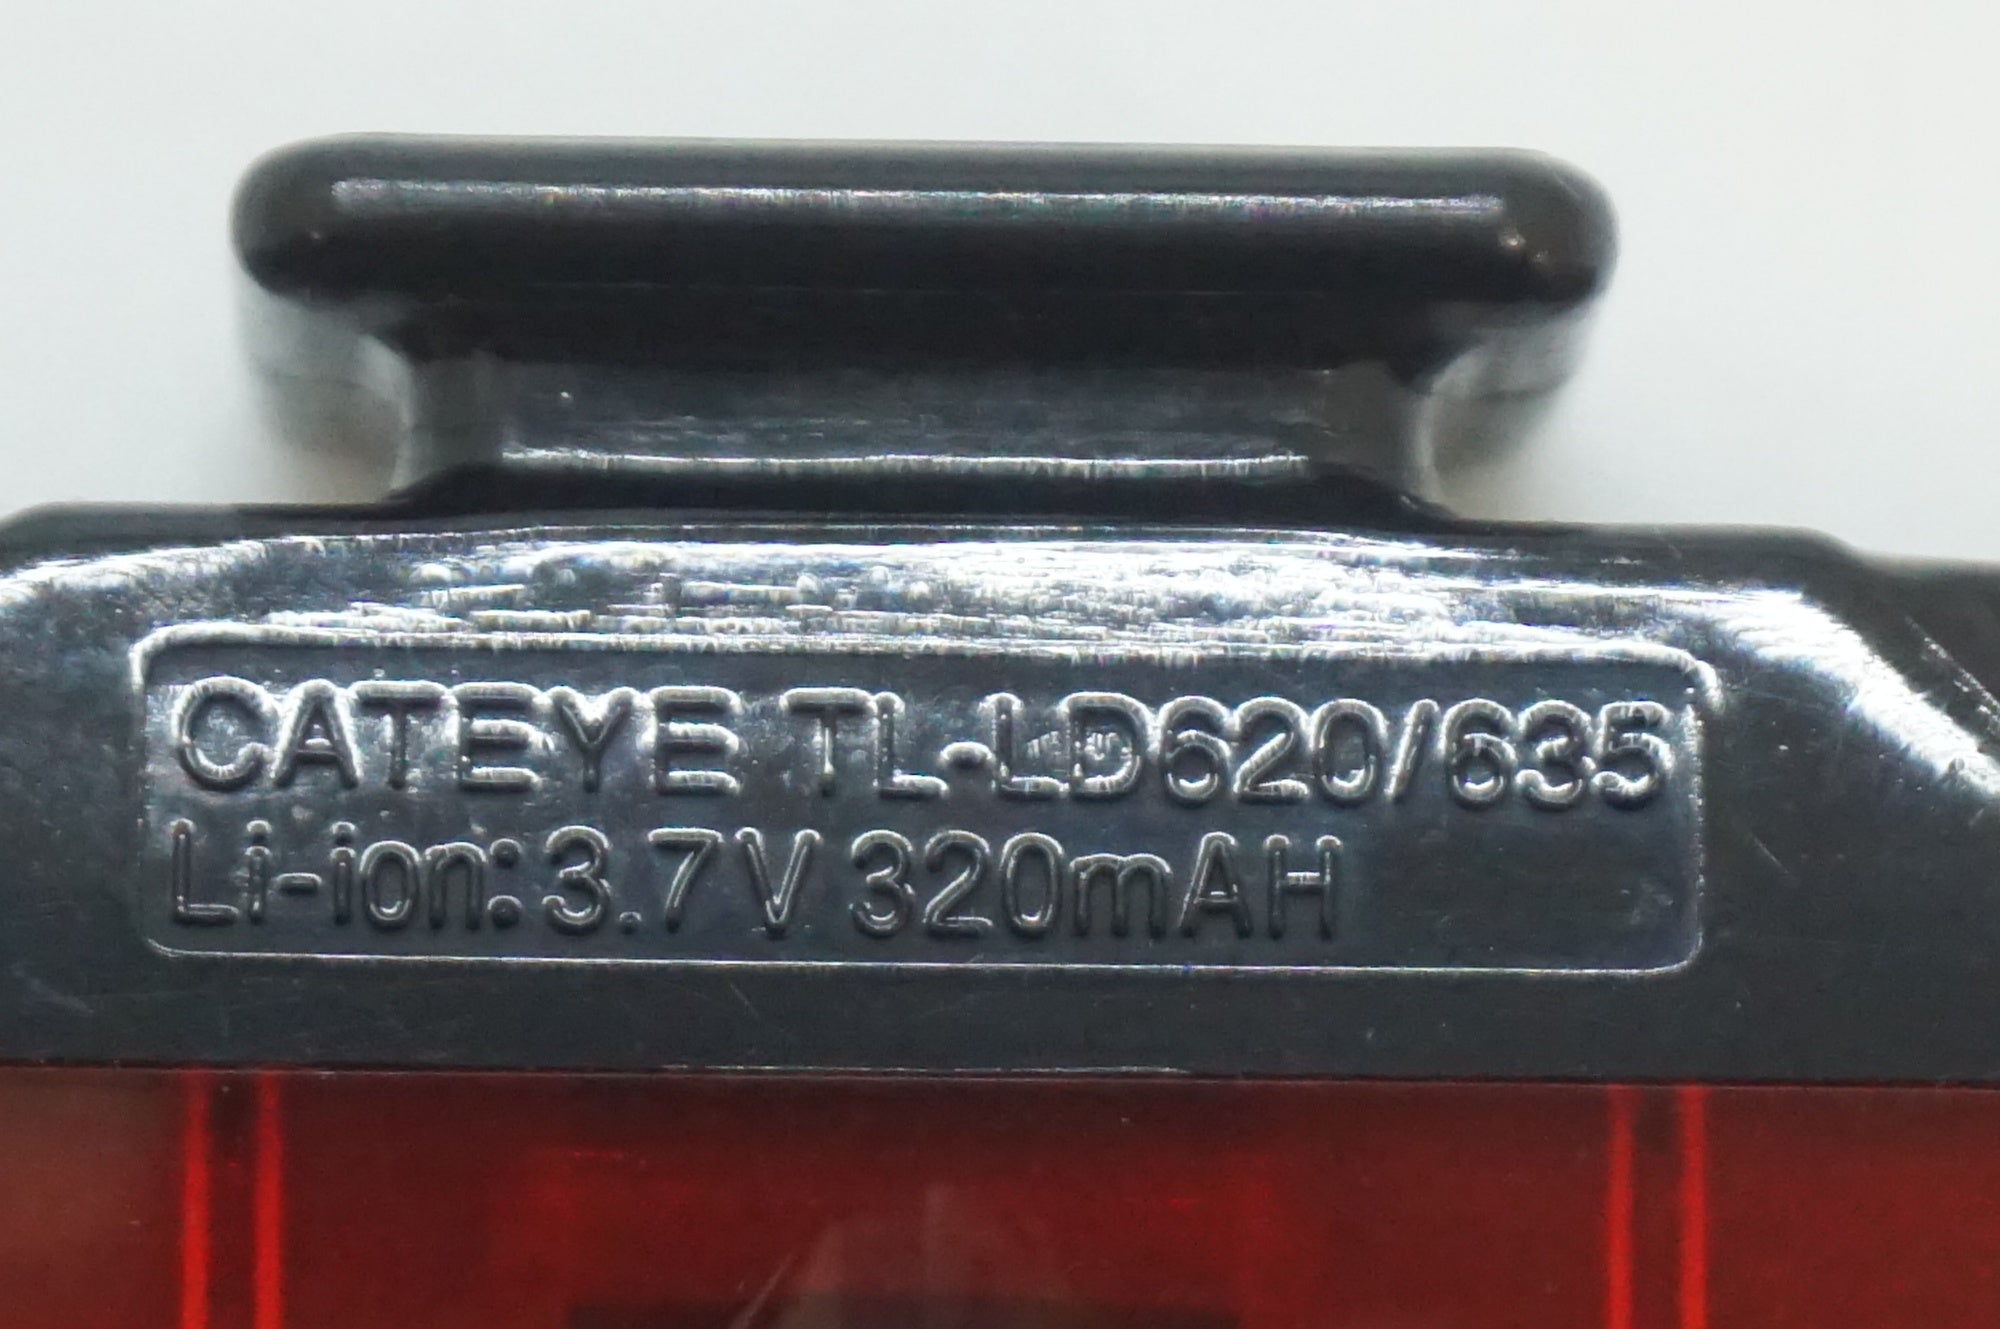 CATEYE TL-LD620/635
Li-ion: 3.7V 320mAH